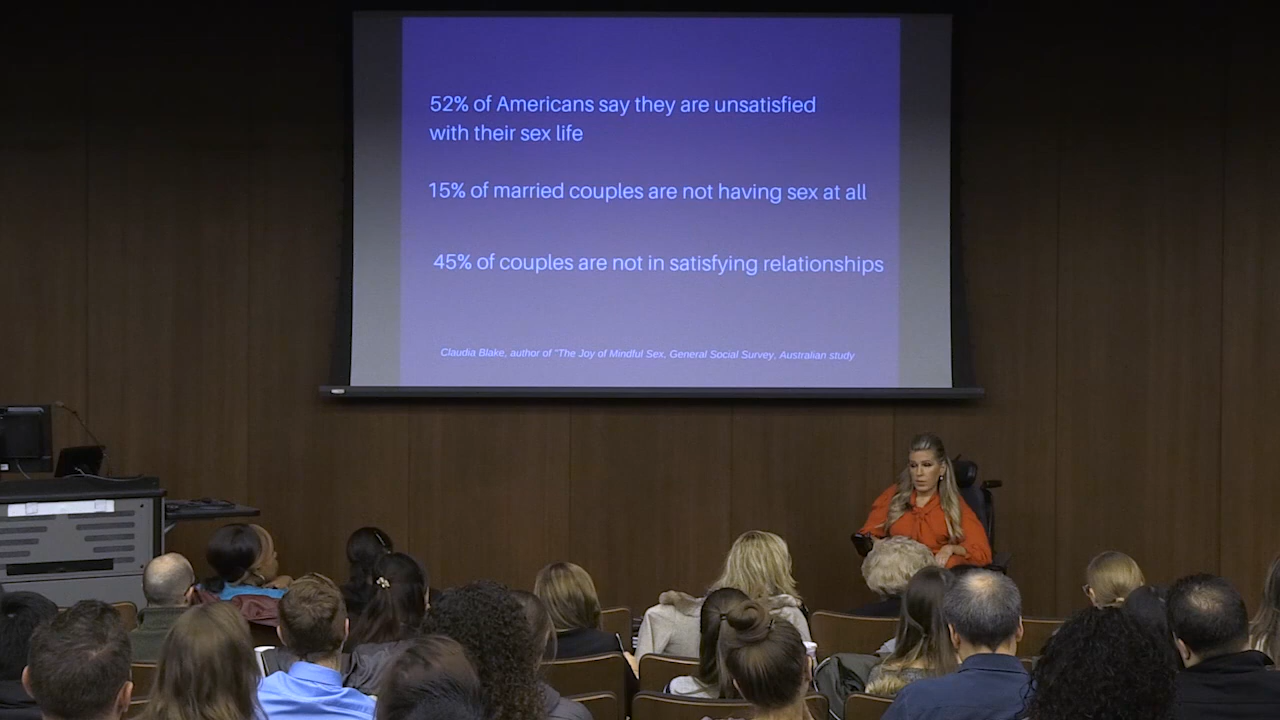 52% of Americans say they are unsatisfied
with their sex life
15% of married couples are not having sex at all
45% of couples are not in satisfying relationships
Claudia Blake, author of "The Joy of Mindful Sex, General Social Survey, Australian study